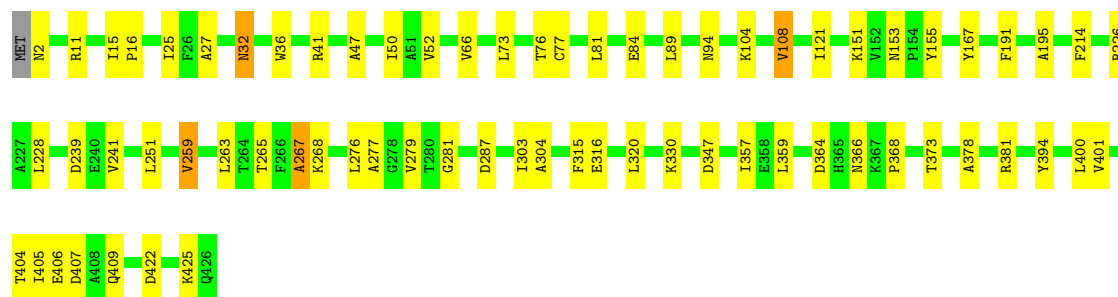 MET N2 R11 I15 P16 I25 F26 A27 N32 W36 R41 A47 I50 A51 V52 V66 L73 T76 C77 L81 E84 L89 N94 K104 V108 I121 K151 V152 N153 P154 Y155 Y167 F191 A195 F214
A227 L228 D239 E240 V241 L251 V259 L263 T264 T265 F266 A267 K268 L276 A277 G278 V279 T280 G281 D287 I303 A304 F315 E316 L320 K330 D347 I357 E358 L359 D364 H365 N366 K367 P368 T373 A378 R381 Y394 L400 V401
T404 I405 E406 D407 A408 Q409 D422 K425 Q426